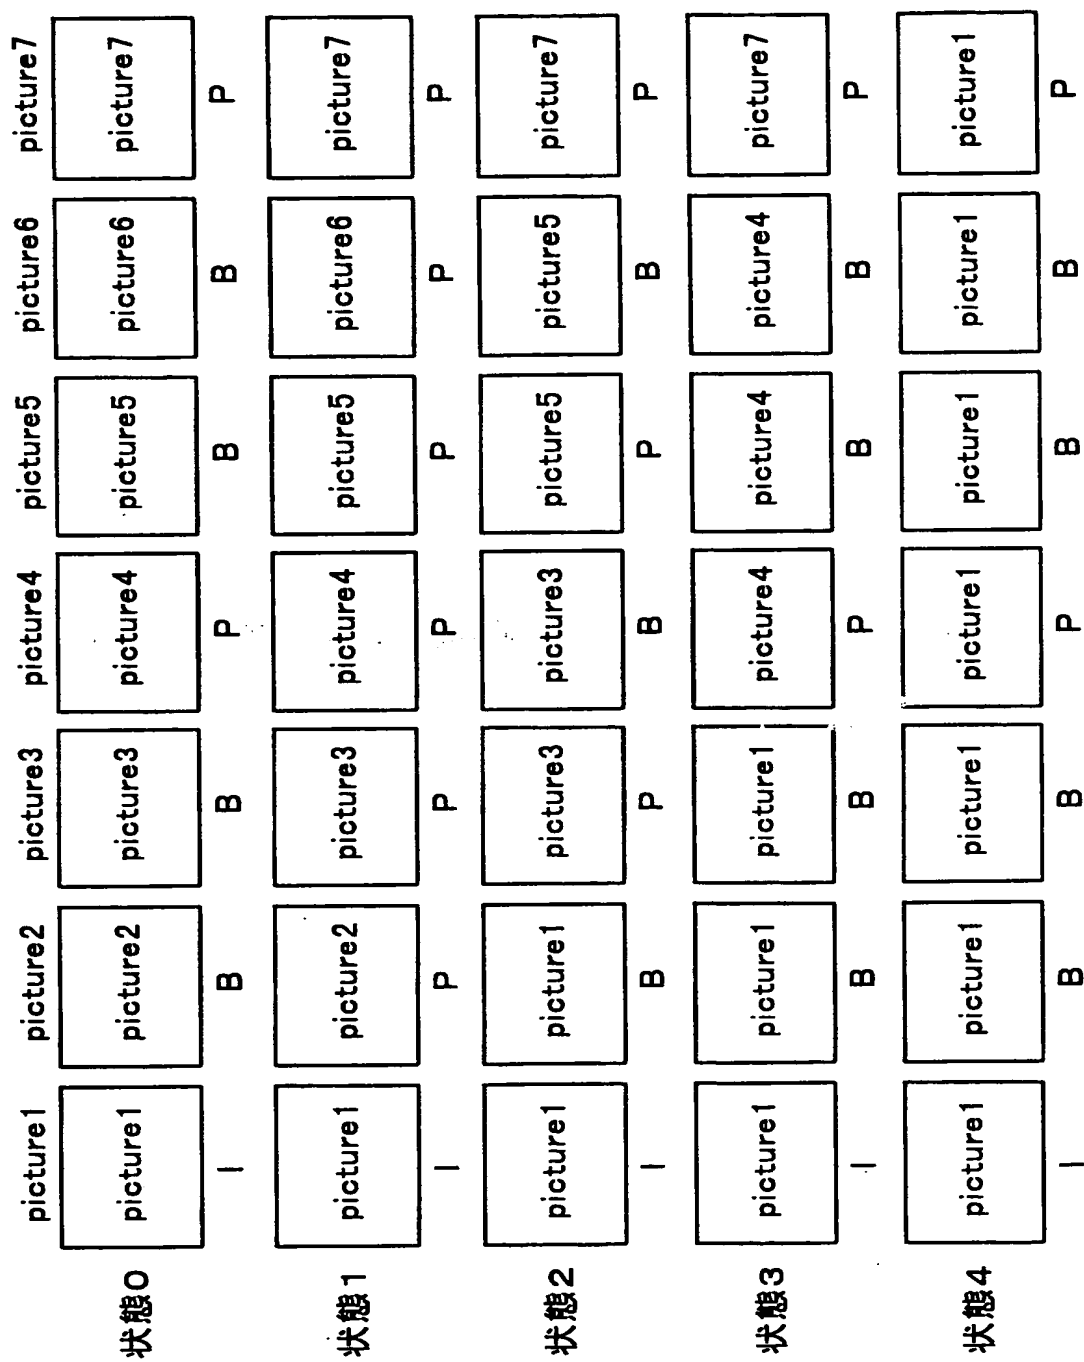 picture1 picture2 picture3 picture4 picture5 picture6 picture7
状態0 picture1 picture2 picture3 picture4 picture5 picture6 picture7
I B B P B B P
状態1 picture1 picture2 picture3 picture4 picture5 picture6 picture7
I P P P P P P
状態2 picture1 picture1 picture3 picture3 picture5 picture5 picture7
I B P B P B P
状態3 picture1 picture1 picture1 picture4 picture4 picture4 picture7
I B B P B B P
状態4 picture1 picture1 picture1 picture1 picture1 picture1 picture1
I B B P B B P